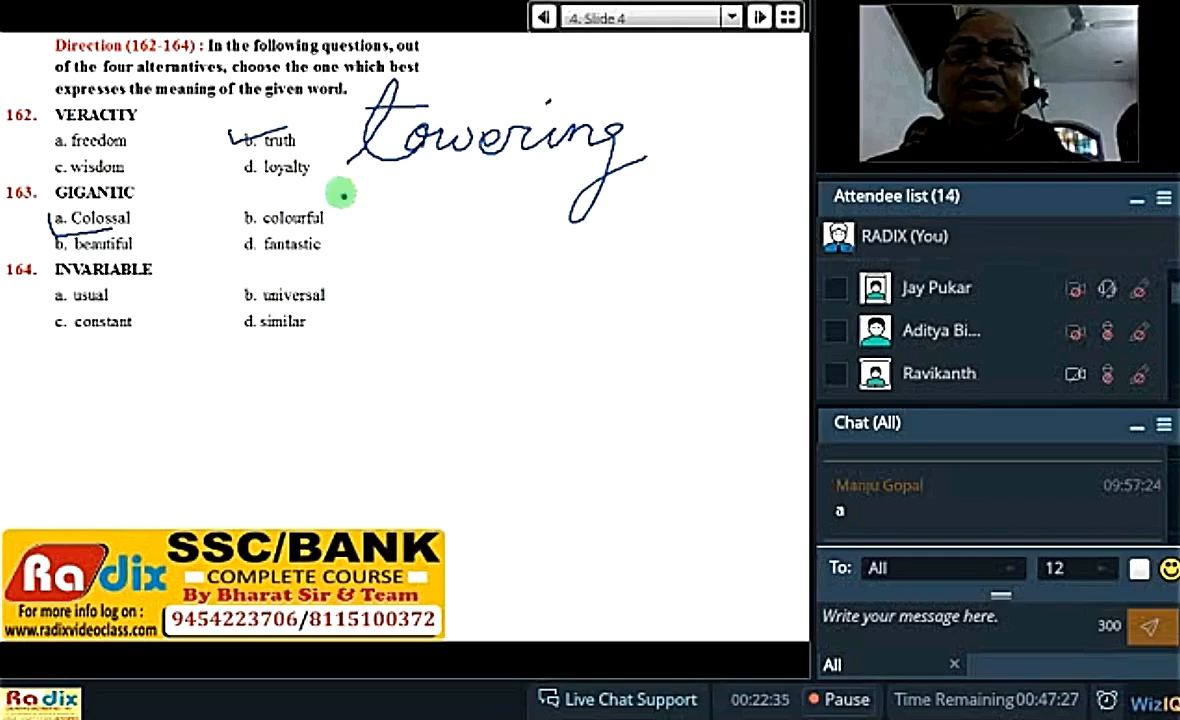 4. Slide 4
Direction (162-164) : In the following questions, out
of the four alternatives, choose the one which best
expresses the meaning of the given word.
162. VERACITY
a. freedom b. truth
c. wisdom d. loyalty
towering
163. GIGANTIC
a. Colossal b. colourful
b. beautiful d. fantastic
164. INVARIABLE
a. usual b. universal
c. constant d. similar
Radix
SSC/BANK
COMPLETE COURSE
By Bharat Sir & Team
For more info log on :
www.radixvideoclass.com
9454223706/8115100372
Attendee list (14)
RADIX (You)
Jay Pukar
Aditya Bi...
Ravikanth
Chat (All)
Manju Gopal 09:57:24
a
To: All 12
Write your message here. 300
All
Radix
Live Chat Support 00:22:35 Pause Time Remaining 00:47:27 WizIQ